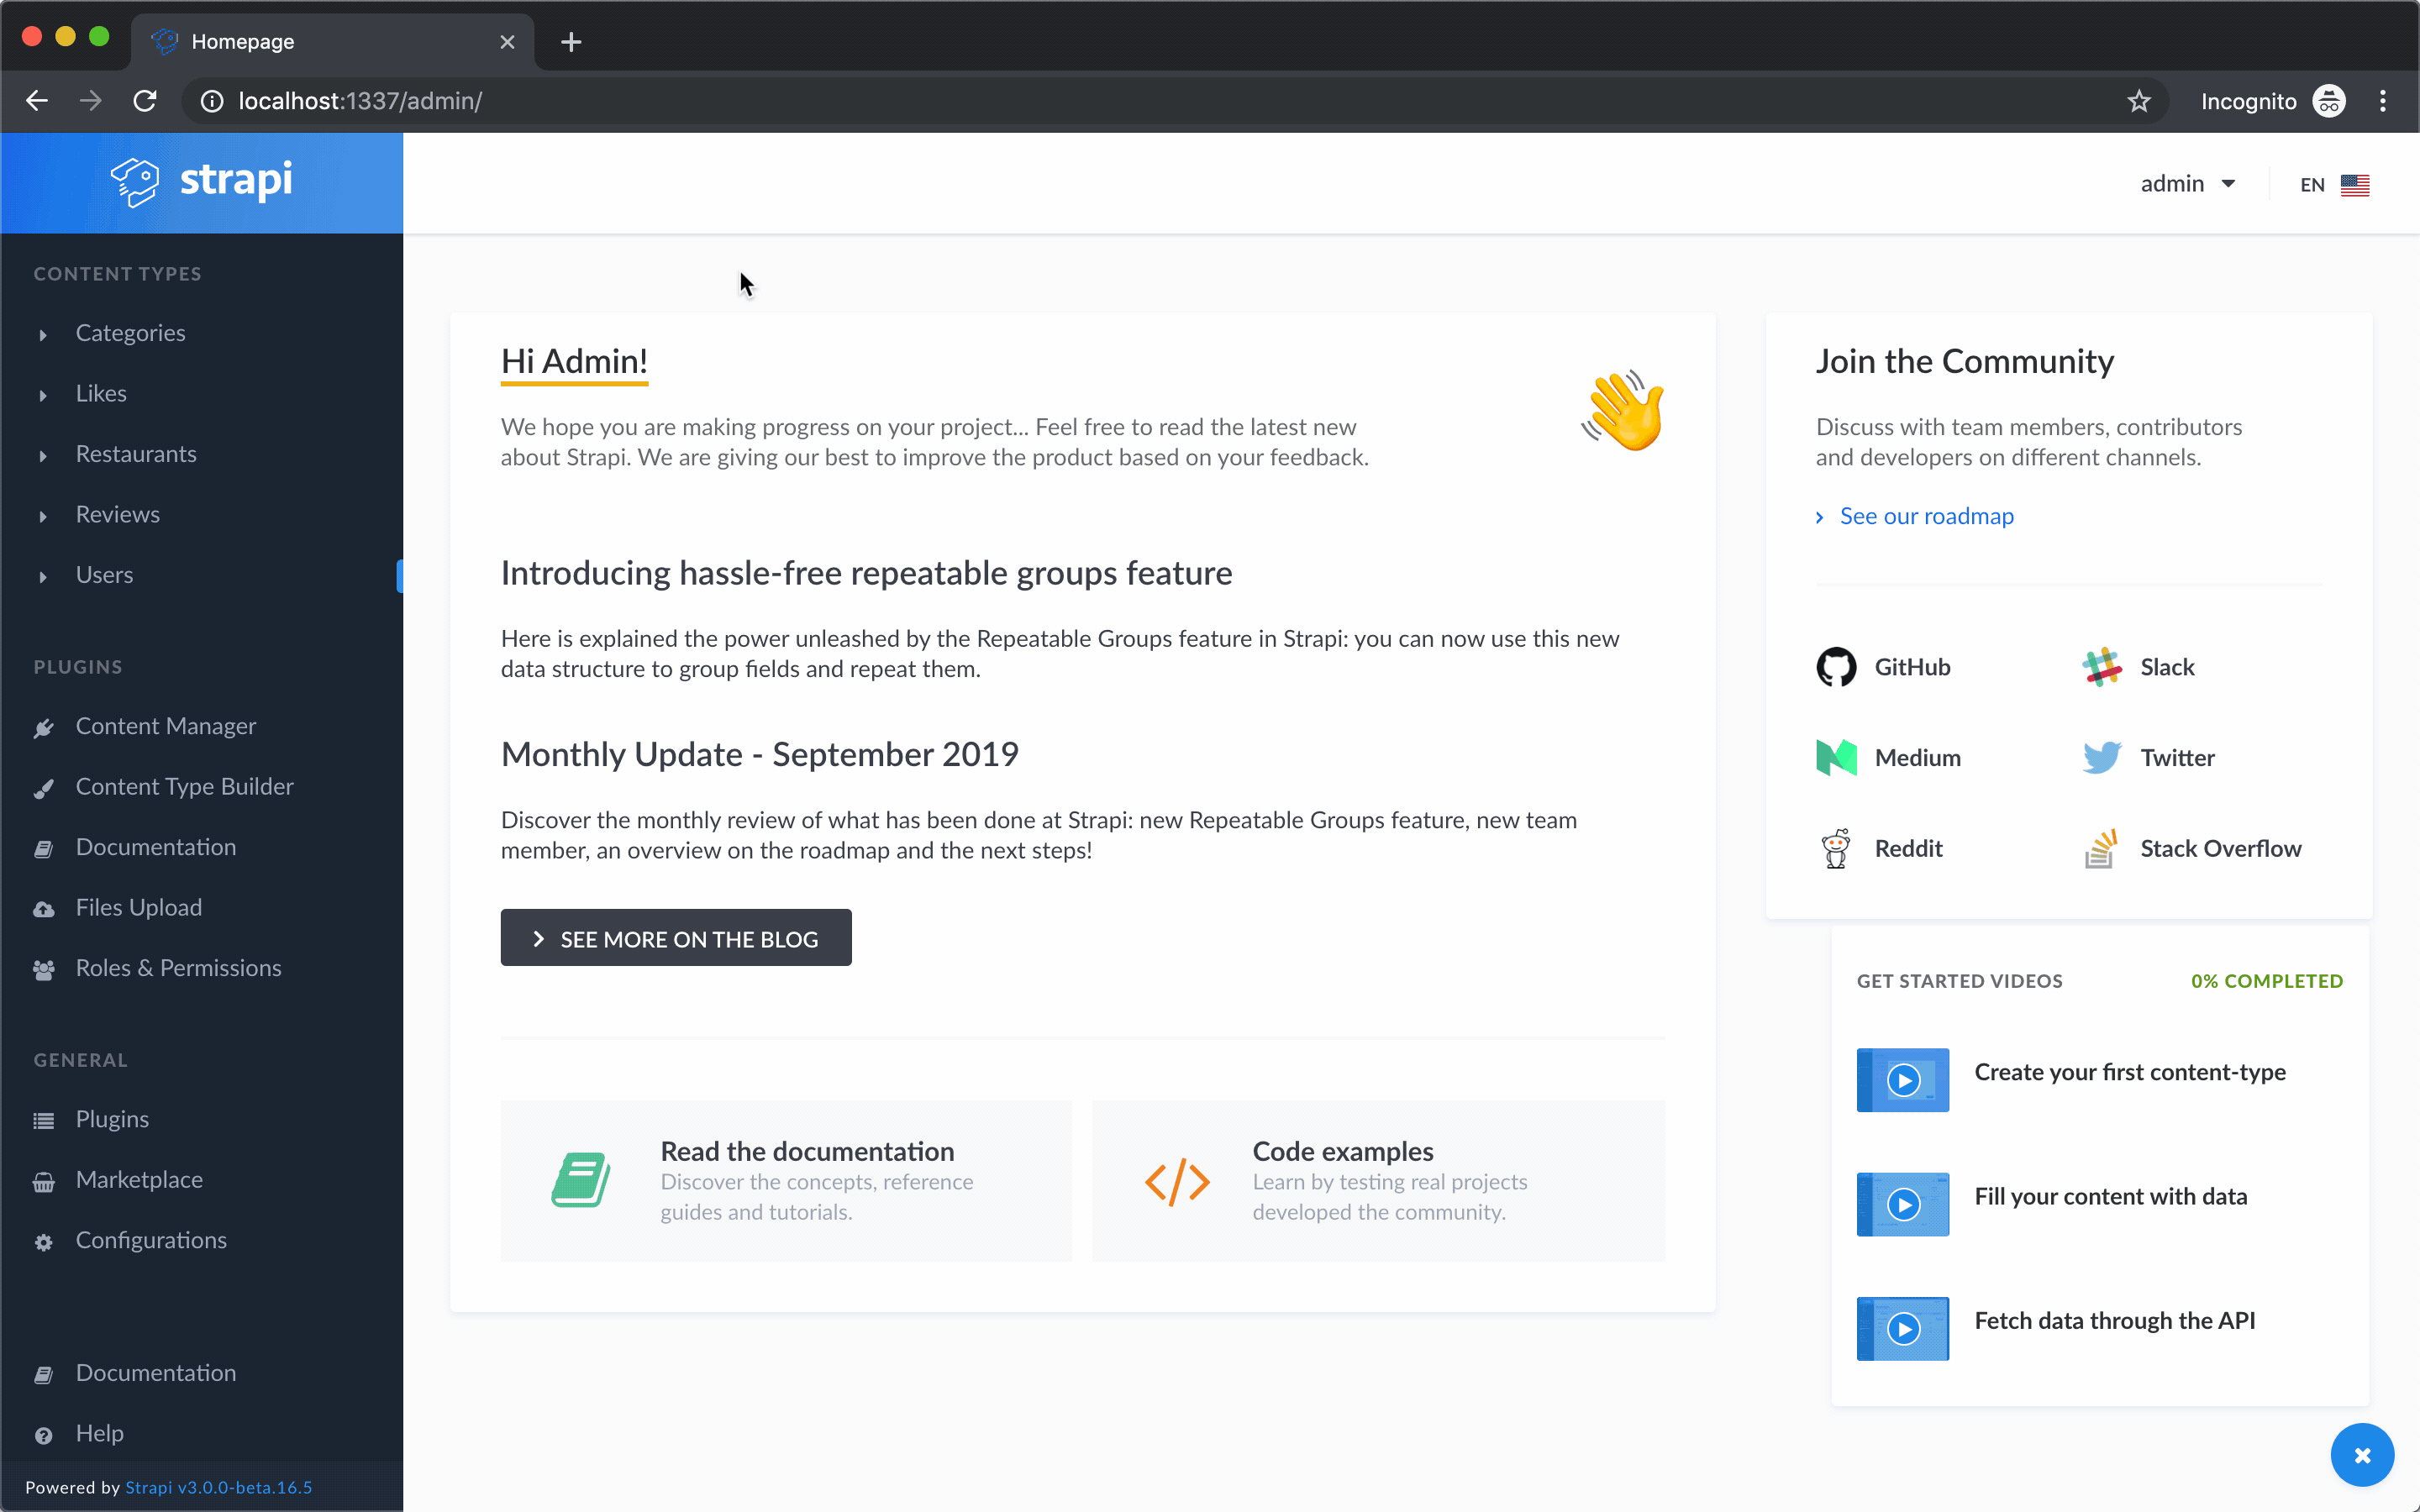 Homepage
localhost:1337/admin/
Incognito
strapi
admin
EN
CONTENT TYPES
Categories
Likes
Restaurants
Reviews
Users
PLUGINS
Content Manager
Content Type Builder
Documentation
Files Upload
Roles & Permissions
GENERAL
Plugins
Marketplace
Configurations
Documentation
Help
Powered by Strapi v3.0.0-beta.16.5
Hi Admin!
We hope you are making progress on your project... Feel free to read the latest new
about Strapi. We are giving our best to improve the product based on your feedback.
Introducing hassle-free repeatable groups feature
Here is explained the power unleashed by the Repeatable Groups feature in Strapi: you can now use this new
data structure to group fields and repeat them.
Monthly Update - September 2019
Discover the monthly review of what has been done at Strapi: new Repeatable Groups feature, new team
member, an overview on the roadmap and the next steps!
SEE MORE ON THE BLOG
Read the documentation
Discover the concepts, reference
guides and tutorials.
Code examples
Learn by testing real projects
developed the community.
Join the Community
Discuss with team members, contributors
and developers on different channels.
See our roadmap
GitHub
Slack
Medium
Twitter
Reddit
Stack Overflow
GET STARTED VIDEOS
0% COMPLETED
Create your first content-type
Fill your content with data
Fetch data through the API